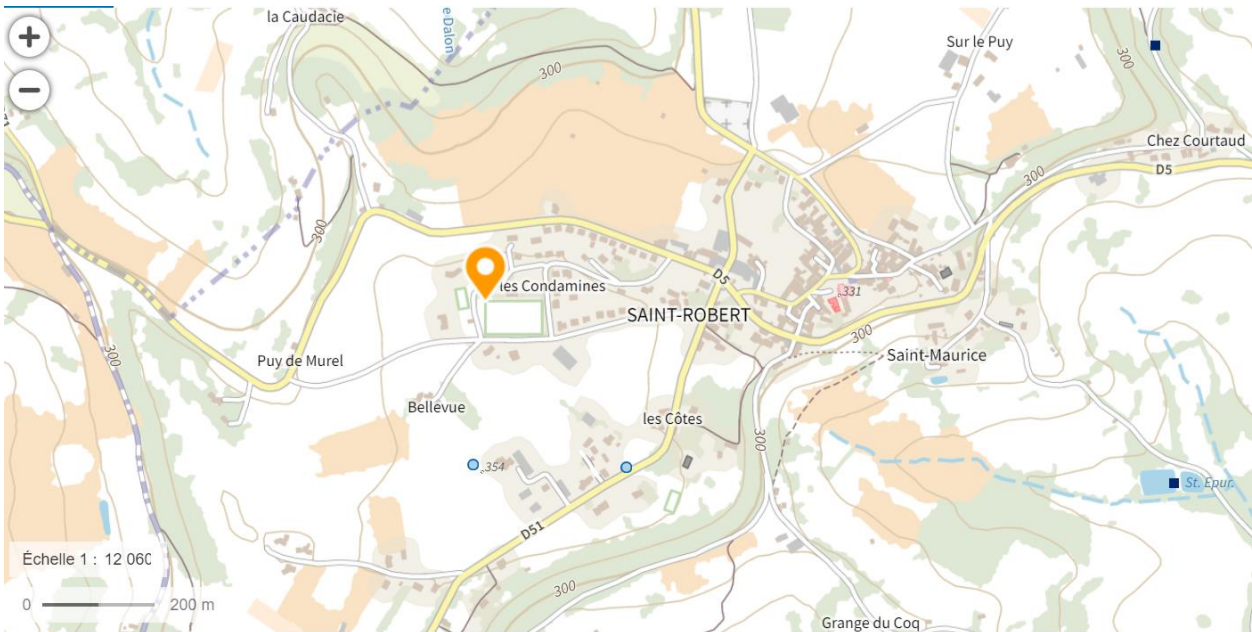 la Caudacie
e Dalon
300
Sur le Puy
300
Chez Courtaud
D5
300
71
300
les Condamines
D5
331
SAINT-ROBERT
300
Saint-Maurice
Puy de Murel
300
Bellevue
les Côtes
300
354
St. Epur.
D51
Échelle 1 : 12 060
0 200 m
300
Grange du Coq
+
−